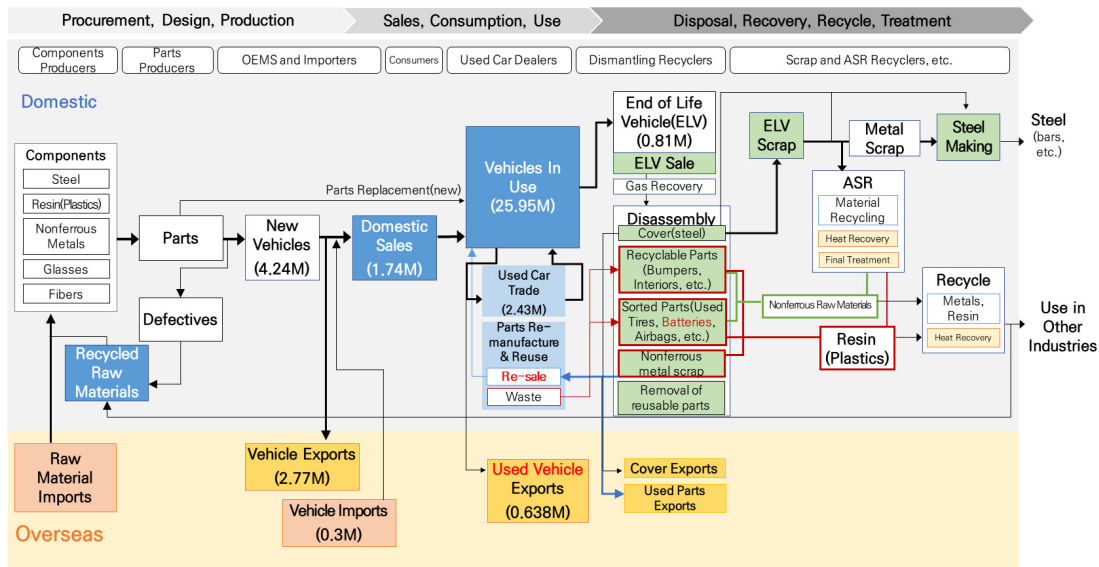 Procurement, Design, Production
Sales, Consumption, Use
Disposal, Recovery, Recycle, Treatment
Components
Producers
Parts
Producers
OEMS and Importers
Consumers
Used Car Dealers
Dismantling Recyclers
Scrap and ASR Recyclers, etc.
Domestic
Components
Steel
Resin(Plastics)
Nonferrous
Metals
Glasses
Fibers
Parts
Defectives
Recycled
Raw
Materials
New
Vehicles
(4.24M)
Domestic
Sales
(1.74M)
Parts Replacement(new)
Vehicles In
Use
(25.95M)
Used Car
Trade
(2.43M)
Parts Re-
manufacture
& Reuse
Re-sale
Waste
End of Life
Vehicle(ELV)
(0.81M)
ELV Sale
Gas Recovery
Disassembly
Cover(steel)
Recyclable Parts
(Bumpers,
Interiors, etc.)
Sorted Parts(Used
Tires, Batteries,
Airbags, etc.)
Nonferrous
metal scrap
Removal of
reusable parts
ELV
Scrap
Metal
Scrap
Steel
Making
Steel
(bars,
etc.)
ASR
Material
Recycling
Heat Recovery
Final Treatment
Nonferrous Raw Materials
Resin
(Plastics)
Recycle
Metals,
Resin
Heat Recovery
Use in
Other
Industries
Raw
Material
Imports
Vehicle Exports
(2.77M)
Vehicle Imports
(0.3M)
Used Vehicle
Exports
(0.638M)
Cover Exports
Used Parts
Exports
Overseas